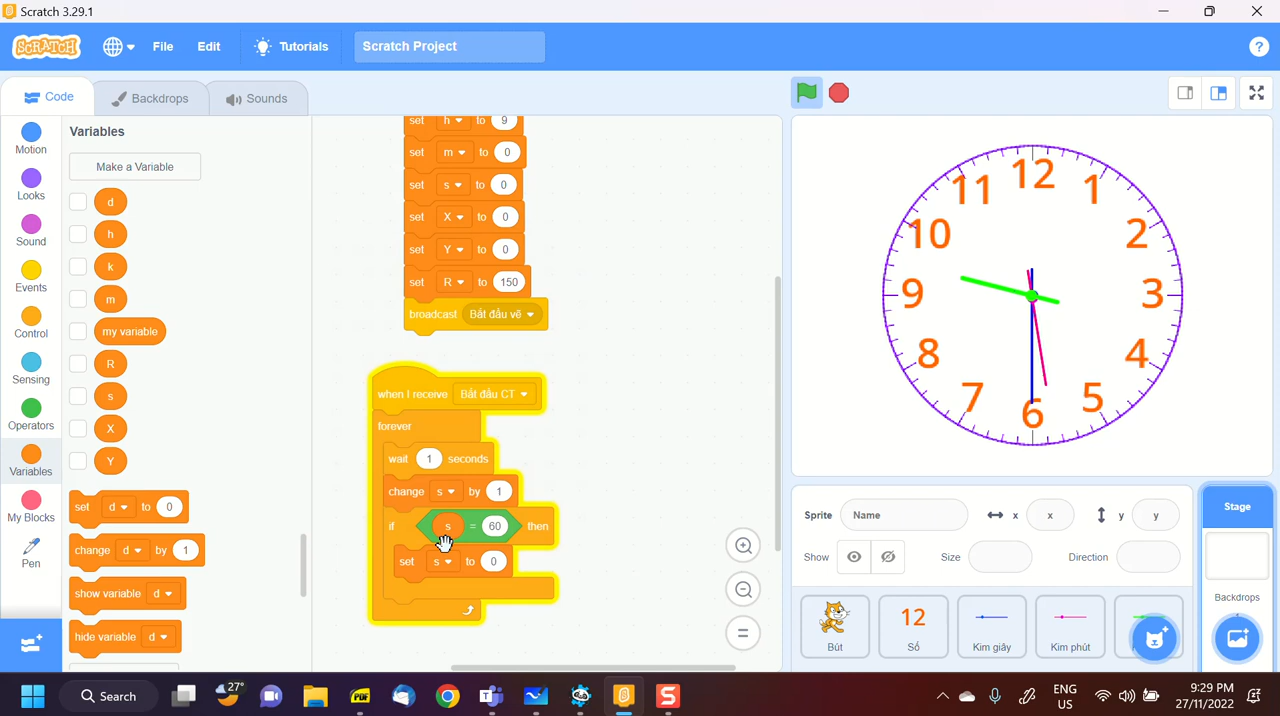 Scratch 3.29.1
SCRATCH
File
Edit
Tutorials
Scratch Project
?
Code
Backdrops
Sounds
Motion
Looks
Sound
Events
Control
Sensing
Operators
Variables
My Blocks
Pen
Variables
Make a Variable
d
h
k
m
my variable
R
s
X
Y
set d to 0
change d by 1
show variable d
hide variable d
set h to 9
set m to 0
set s to 0
set X to 0
set Y to 0
set R to 150
broadcast Bắt đầu vẽ
when I receive Bắt đầu CT
forever
wait 1 seconds
change s by 1
if s = 60 then
set s to 0
12
1
2
3
4
5
6
7
8
9
10
11
Sprite Name x x y y
Show Size Direction
Bút
12
Số
Kim giây
Kim phút
Stage
Backdrops
27°
Search
PDF
S
ENG
US
9:29 PM
27/11/2022